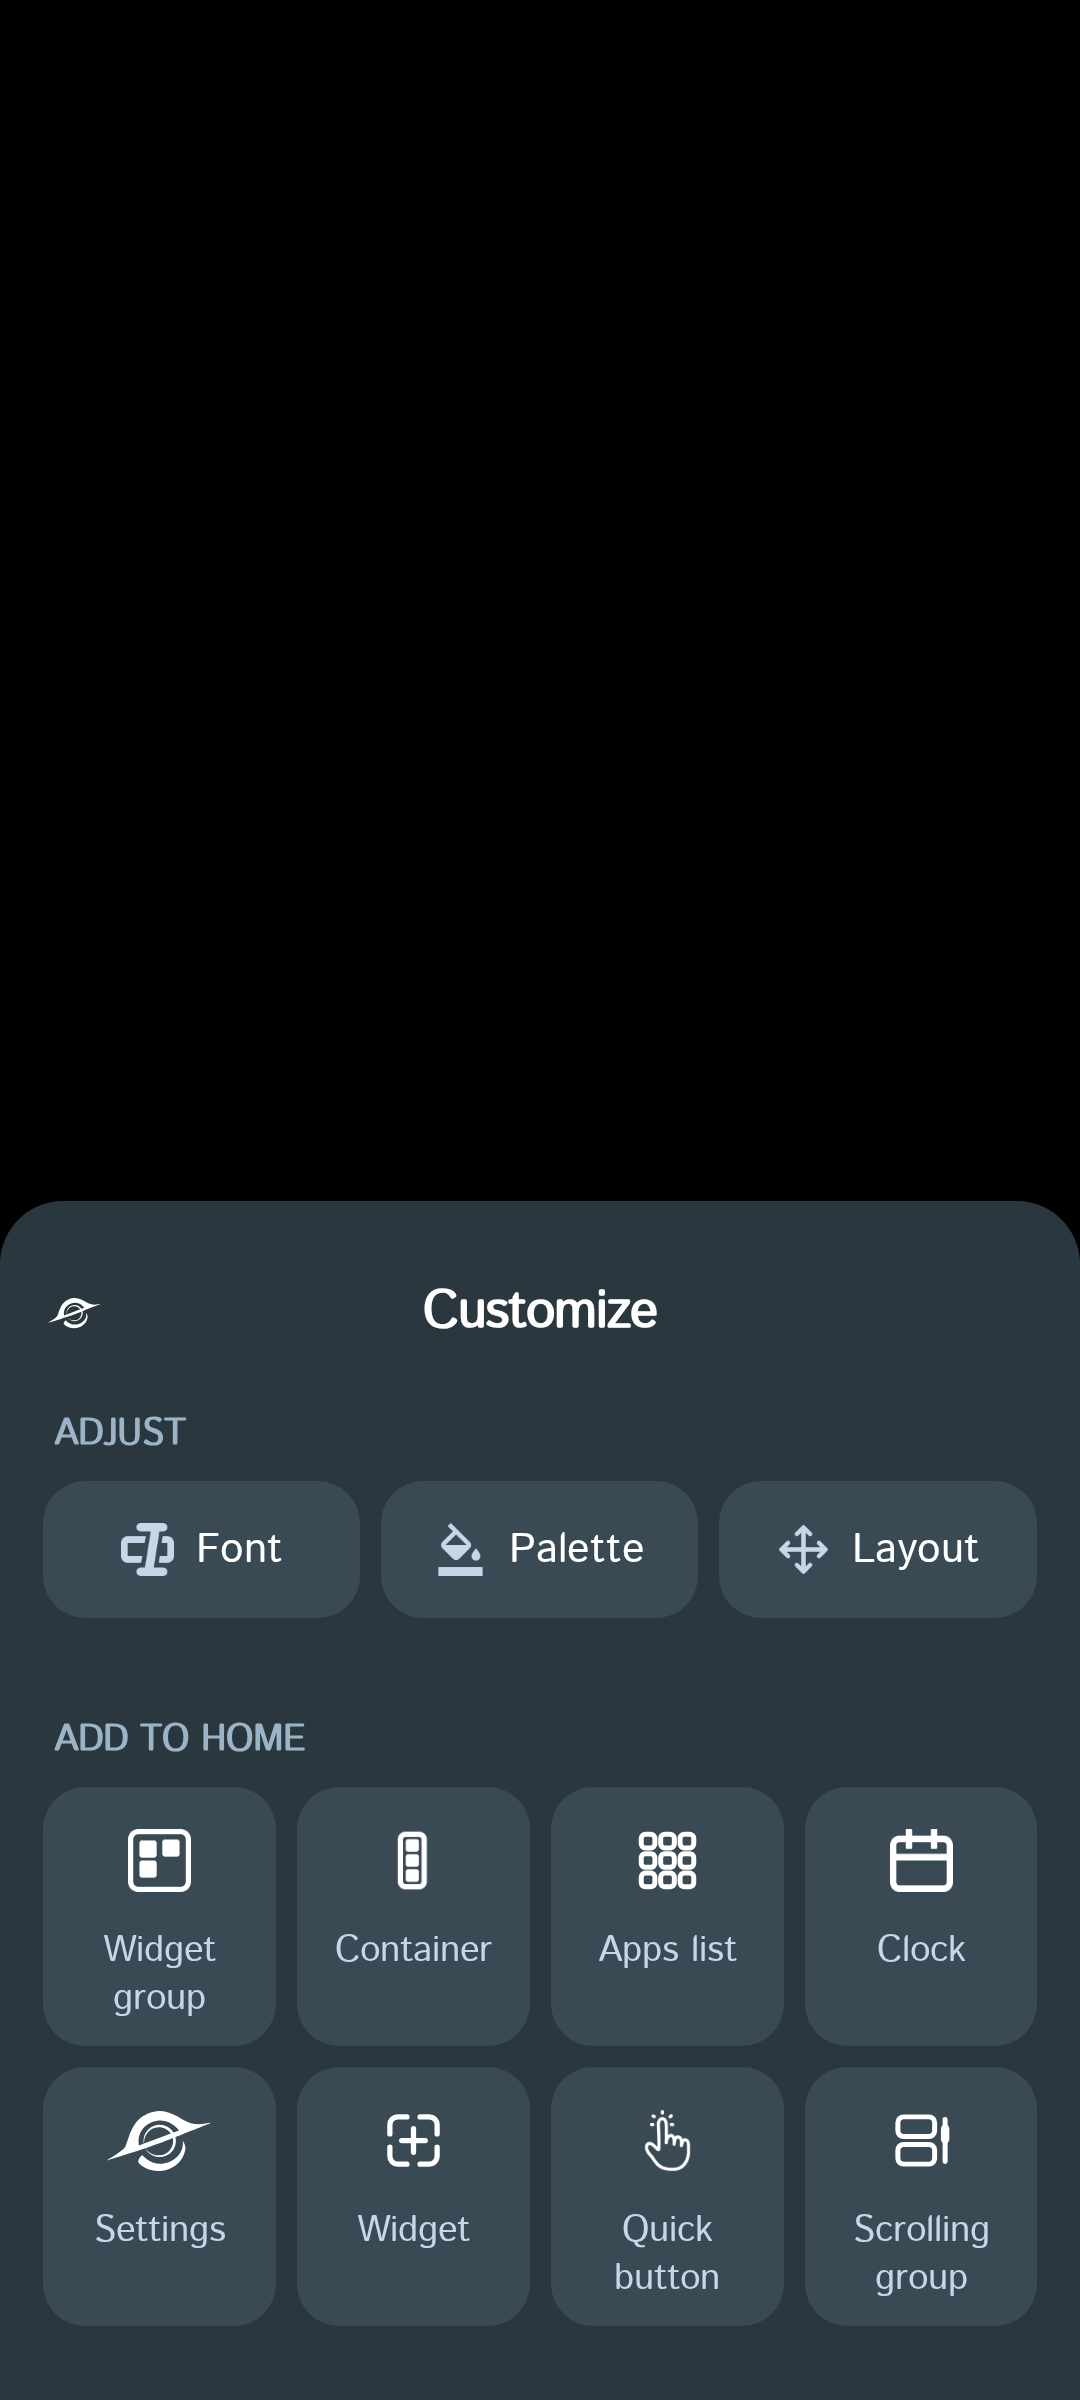 Customize
ADJUST
Font
Palette
Layout
ADD TO HOME
Widget
group
Container
Apps list
Clock
Settings
Widget
Quick
button
Scrolling
group